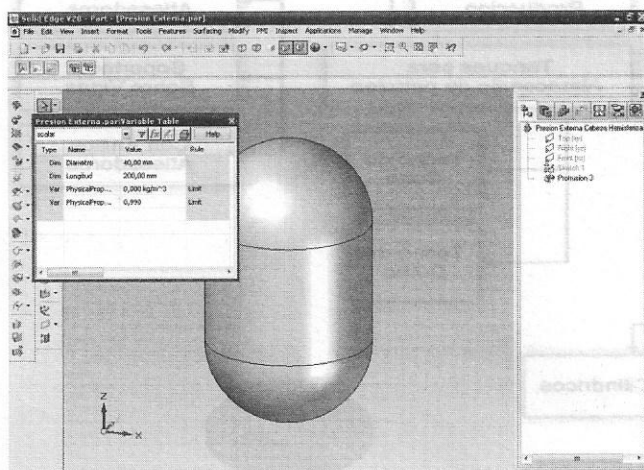 Solid Edge V20 - Part - [Presion Externa.par]
File Edit View Insert Format Tools Features Surfacing Modify PMI Inspect Applications Manage Window Help
Presion Externa.par:Variable Table
scalar
Help
Type Name Value Rule
Dim Diametro 40,00 mm
Dim Longitud 200,00 mm
Var PhysicalProp-... 0,000 kg/m^3 Limit
Var PhysicalProp-... 0,990 Limit
Presion Externa Cabeza Hemisferica
Top (xy)
Right (yz)
Front (xz)
Sketch 1
Protrusion 3
Z
X